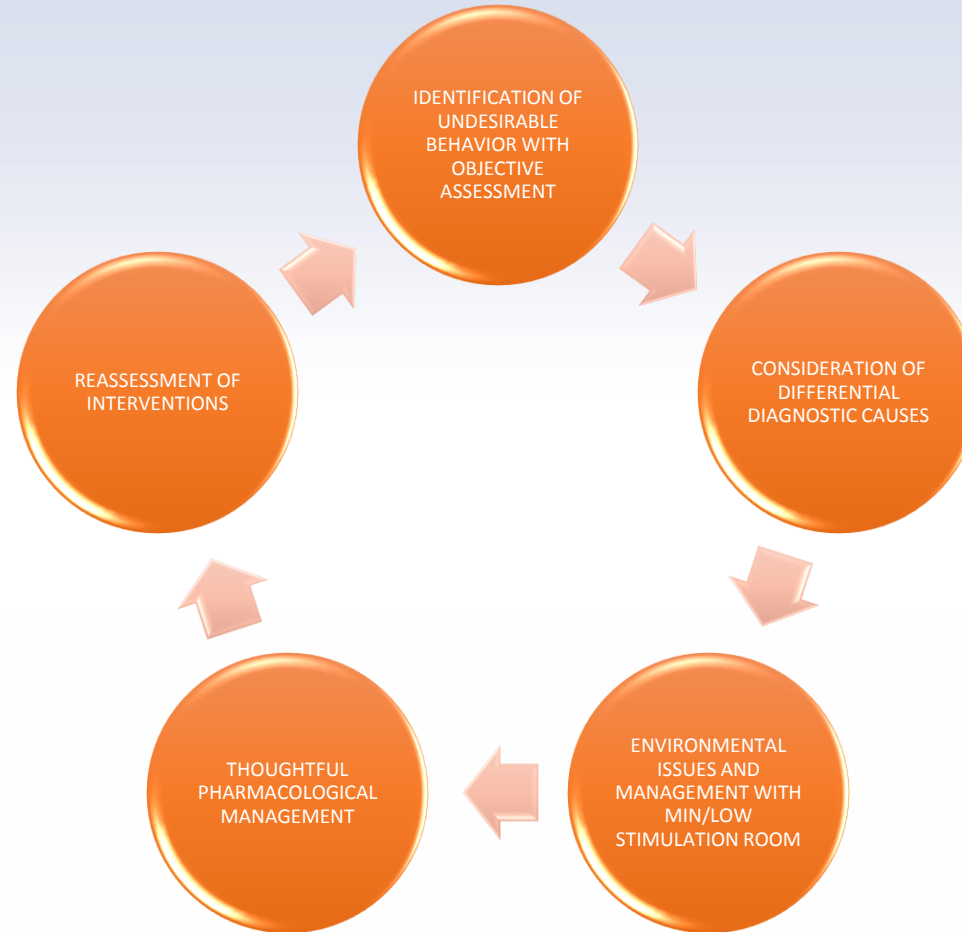 IDENTIFICATION OF
UNDESIRABLE
BEHAVIOR WITH
OBJECTIVE
ASSESSMENT
CONSIDERATION OF
DIFFERENTIAL
DIAGNOSTIC CAUSES
ENVIRONMENTAL
ISSUES AND
MANAGEMENT WITH
MIN/LOW
STIMULATION ROOM
THOUGHTFUL
PHARMACOLOGICAL
MANAGEMENT
REASSESSMENT OF
INTERVENTIONS